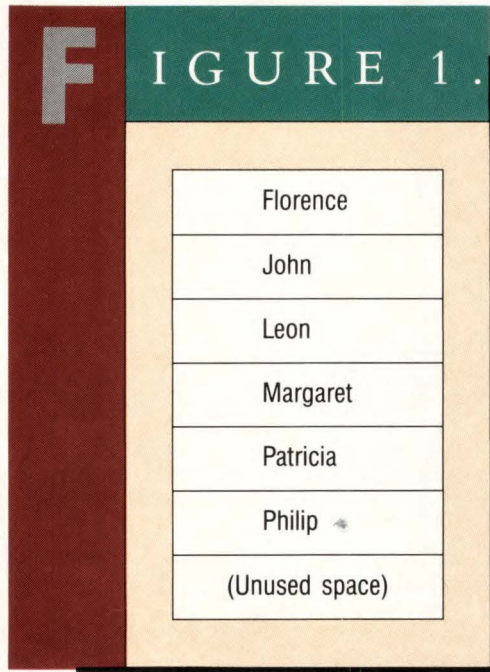 FIGURE 1.
Florence
John
Leon
Margaret
Patricia
Philip
(Unused space)